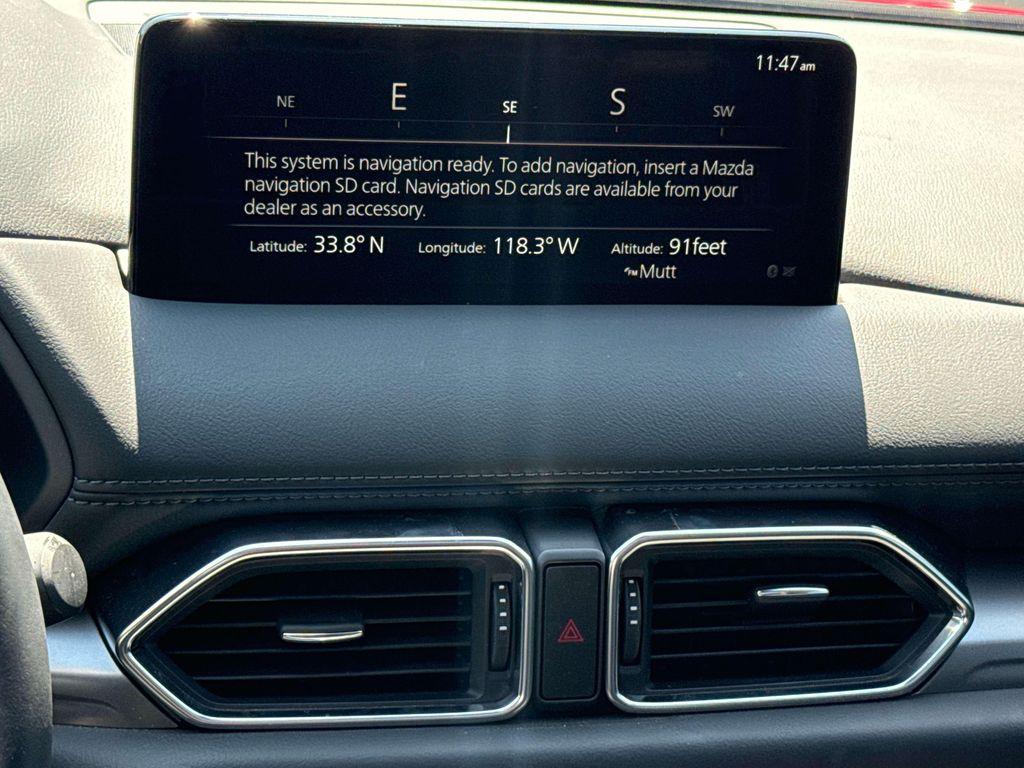 11:47am
NE E SE S SW
This system is navigation ready. To add navigation, insert a Mazda
navigation SD card. Navigation SD cards are available from your
dealer as an accessory.
Latitude: 33.8° N Longitude: 118.3° W Altitude: 91feet
FM Mutt